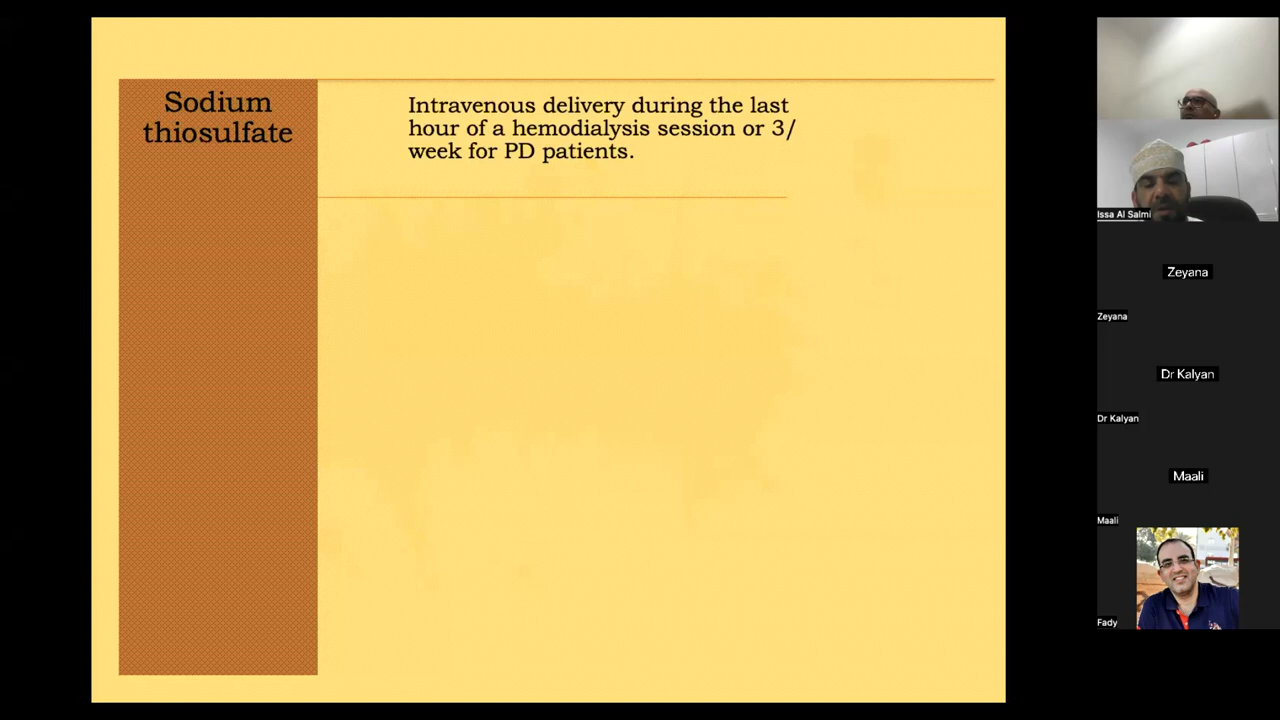 Sodium
thiosulfate
Intravenous delivery during the last
hour of a hemodialysis session or 3/
week for PD patients.
Issa Al Salmi
Zeyana
Zeyana
Dr Kalyan
Dr Kalyan
Maali
Maali
Fady